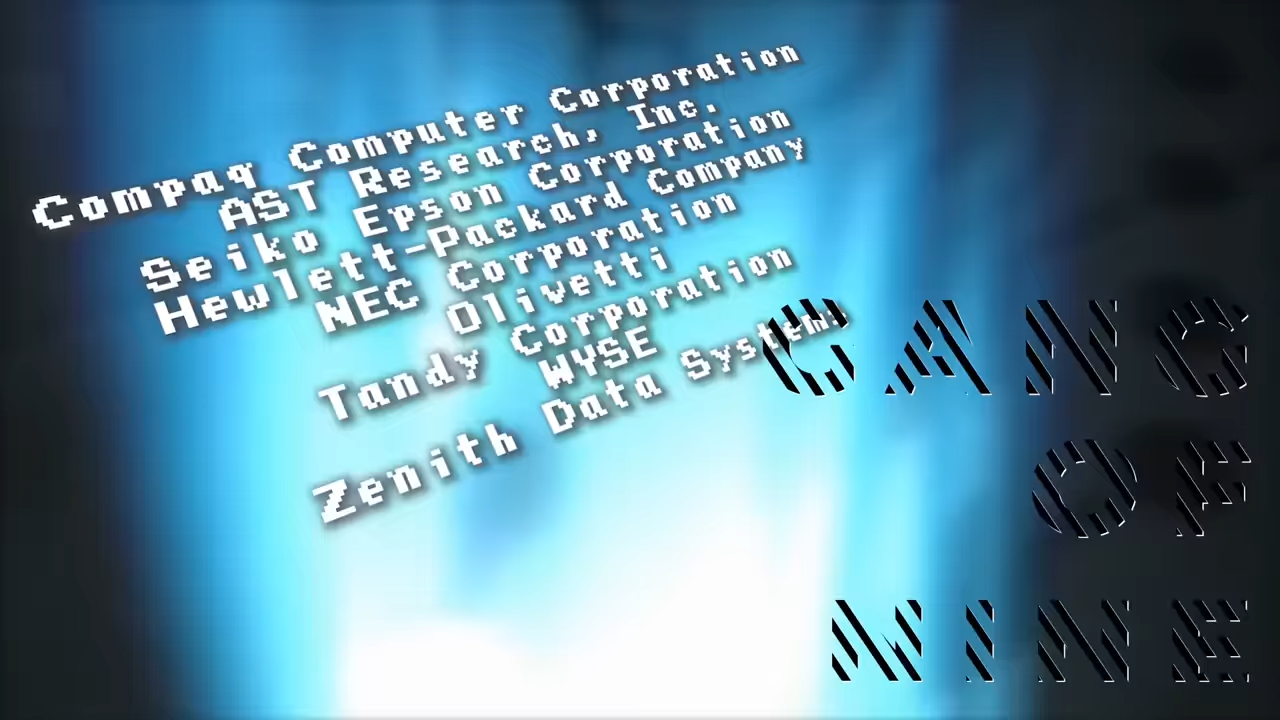 Compaq Computer Corporation
AST Research, Inc.
Seiko Epson Corporation
Hewlett-Packard Company
NEC Corporation
Olivetti
Tandy Corporation
WYSE
Zenith Data Systems
GANG
OF
NINE